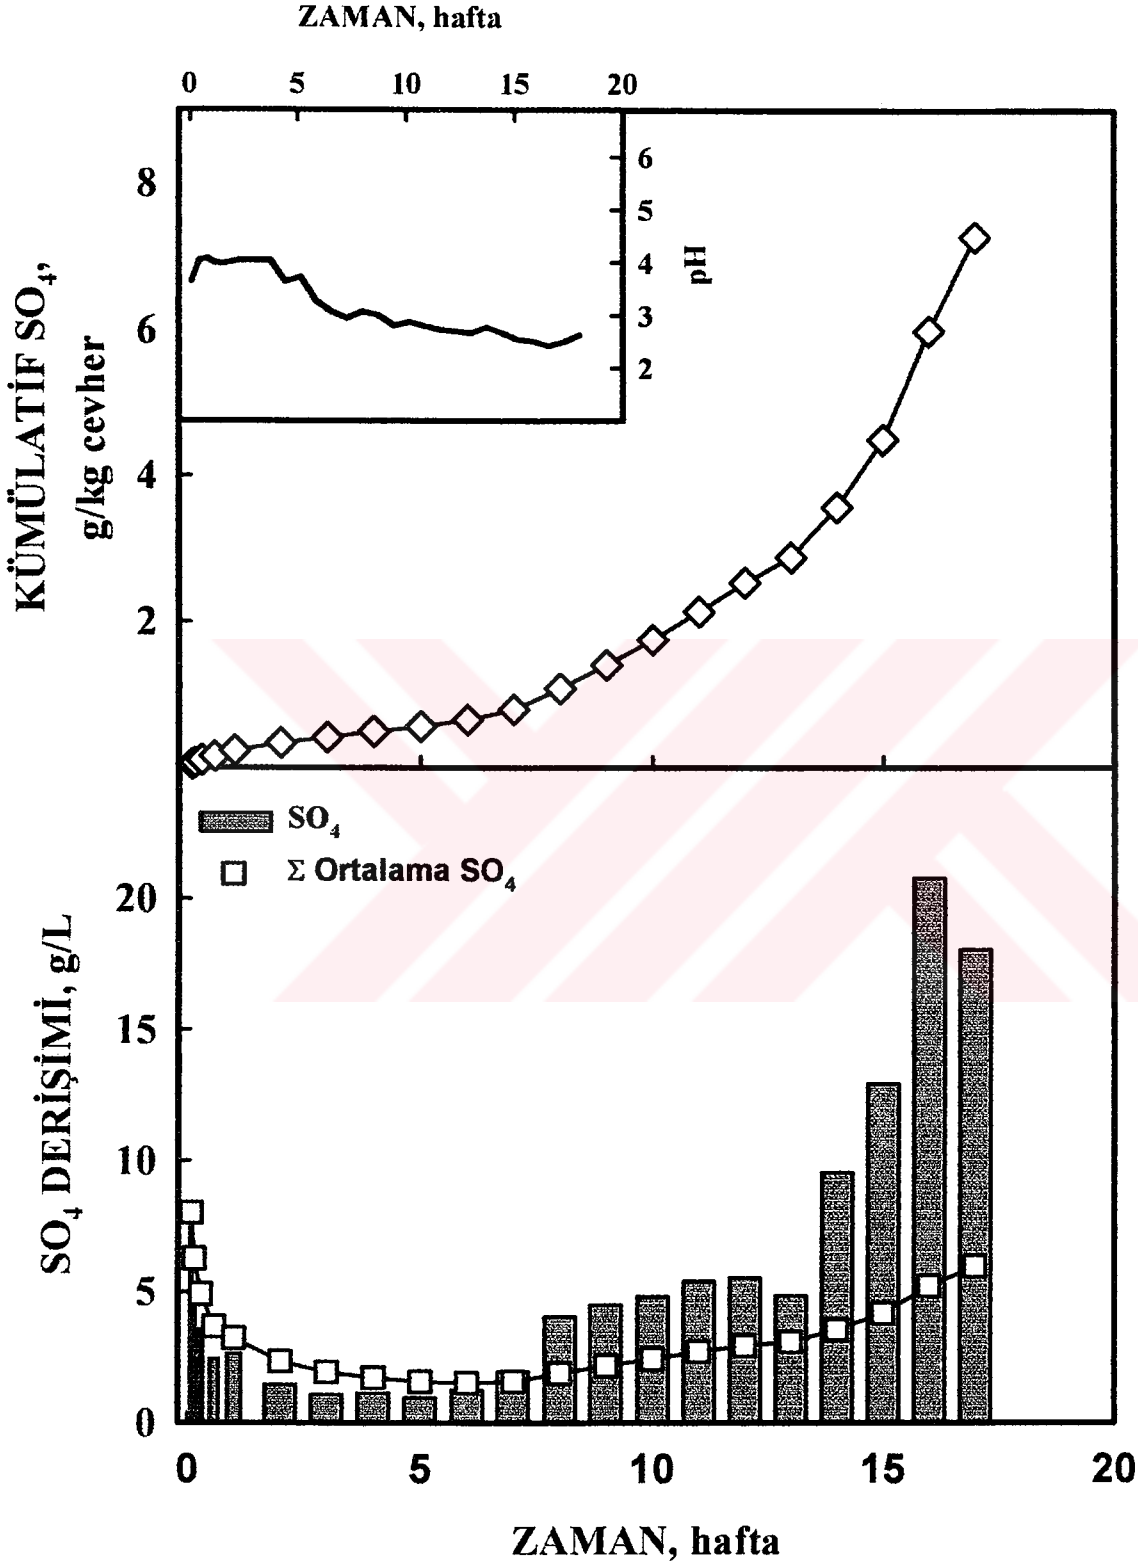 ZAMAN, hafta
0 5 10 15 20
6
5
4
3
2
pH
8
6
4
2
KÜMÜLATİF SO4,
g/kg cevher
SO4
Σ Ortalama SO4
20
15
10
5
0
SO4 DERİŞİMİ, g/L
0 5 10 15 20
ZAMAN, hafta